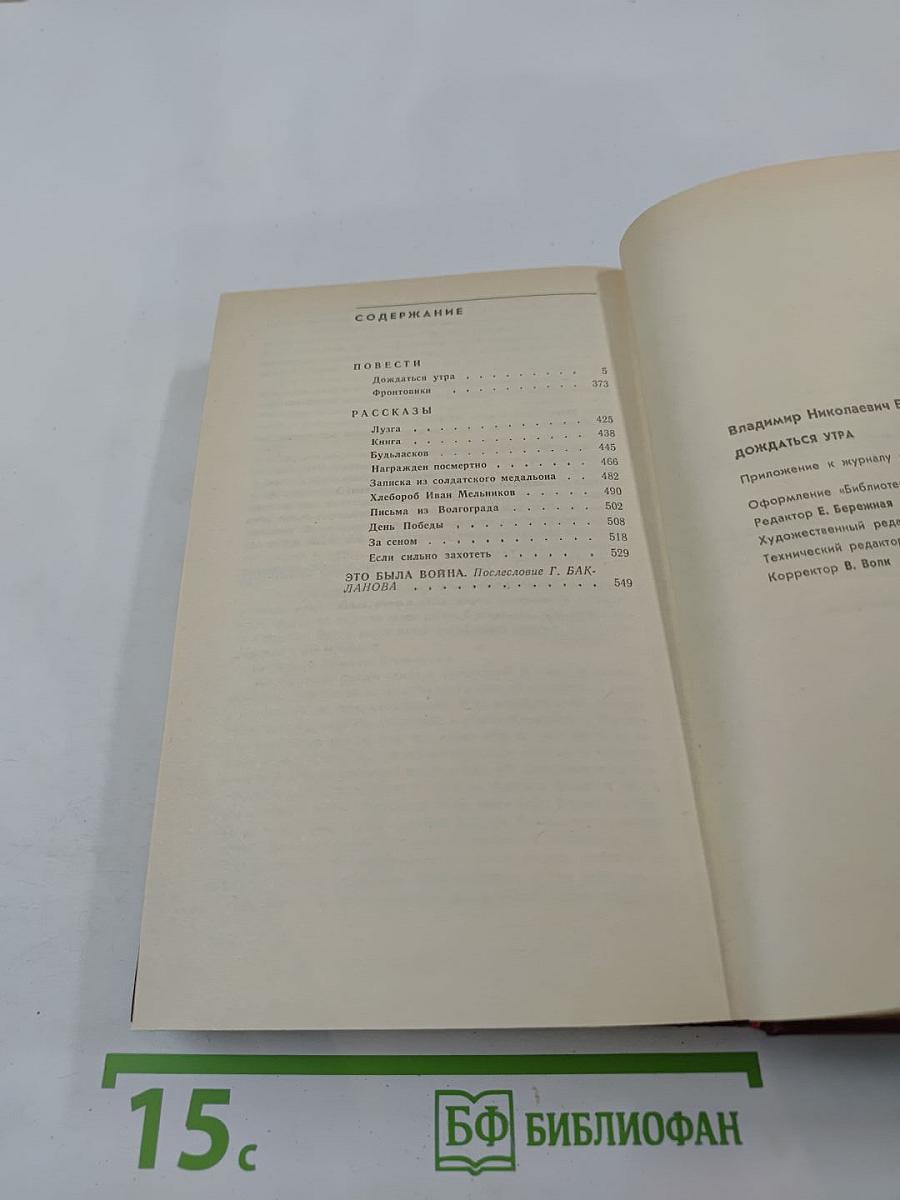 СОДЕРЖАНИЕ
ПОВЕСТИ
Дождаться утра . . . . . . . . . 5
Фронтовики . . . . . . . . . . 373
РАССКАЗЫ
Лузга . . . . . . . . . . . . . 425
Книга . . . . . . . . . . . . . 438
Будьласков . . . . . . . . . . . 445
Награжден посмертно . . . . . . . 466
Записка из солдатского медальона . . 482
Хлебороб Иван Мельников . . . . . 490
Письма из Волгограда . . . . . . 502
День Победы . . . . . . . . . . 508
За сеном . . . . . . . . . . . . 518
Если сильно захотеть . . . . . . 529
ЭТО БЫЛА ВОЙНА. Послесловие Г. БАК-
ЛАНОВА . . . . . . . . . . . . . 549
Владимир Николаевич
ДОЖДАТЬСЯ УТРА
Приложение к журналу
Оформление «Библиоте
Редактор Е. Бережная
Художественный реда
Технический редактор
Корректор В. Волк
15 с
БФ БИБЛИОФАН